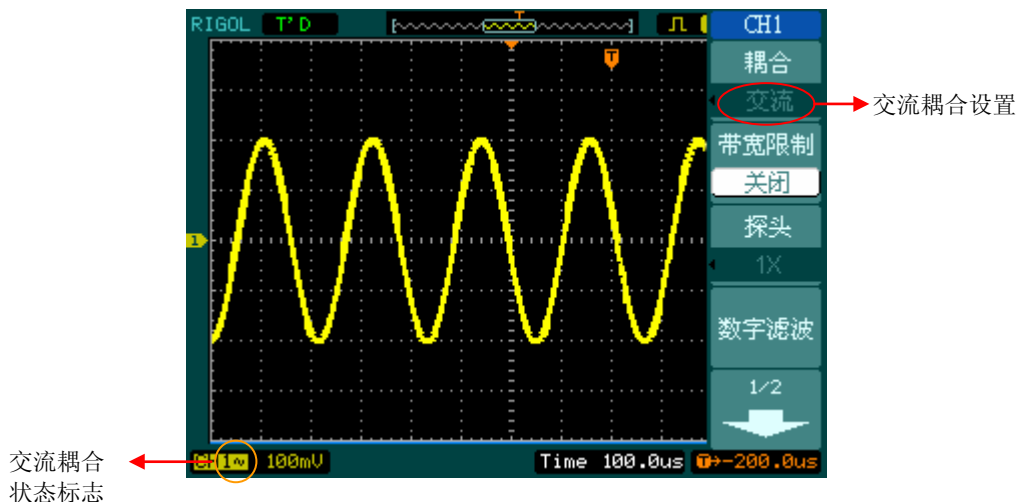 RIGOL T'D T CH1
耦合
交流
交流耦合设置
T
带宽限制
关闭
探头
1
1X
数字滤波
1/2
交流耦合
状态标志
CH1~ 100mV Time 100.0us T→-200.0us